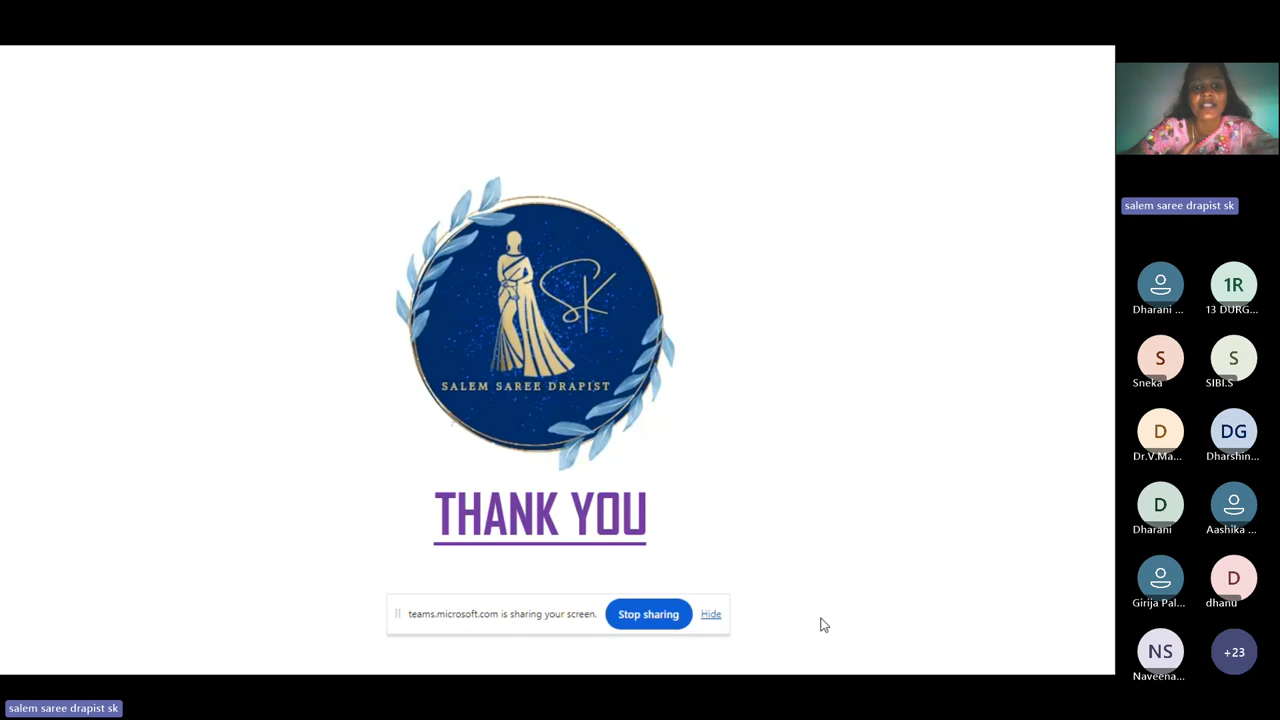 SK
SALEM SAREE DRAPIST
THANK YOU
teams.microsoft.com is sharing your screen.
Stop sharing
Hide
salem saree drapist sk
Dharani ...
1R
13 DURG...
S
Sneka
S
SIBI.S
D
Dr.V.Ma...
DG
Dharshin...
D
Dharani
Aashika ...
Girija Pal...
D
dhanu
NS
Naveena...
+23
salem saree drapist sk